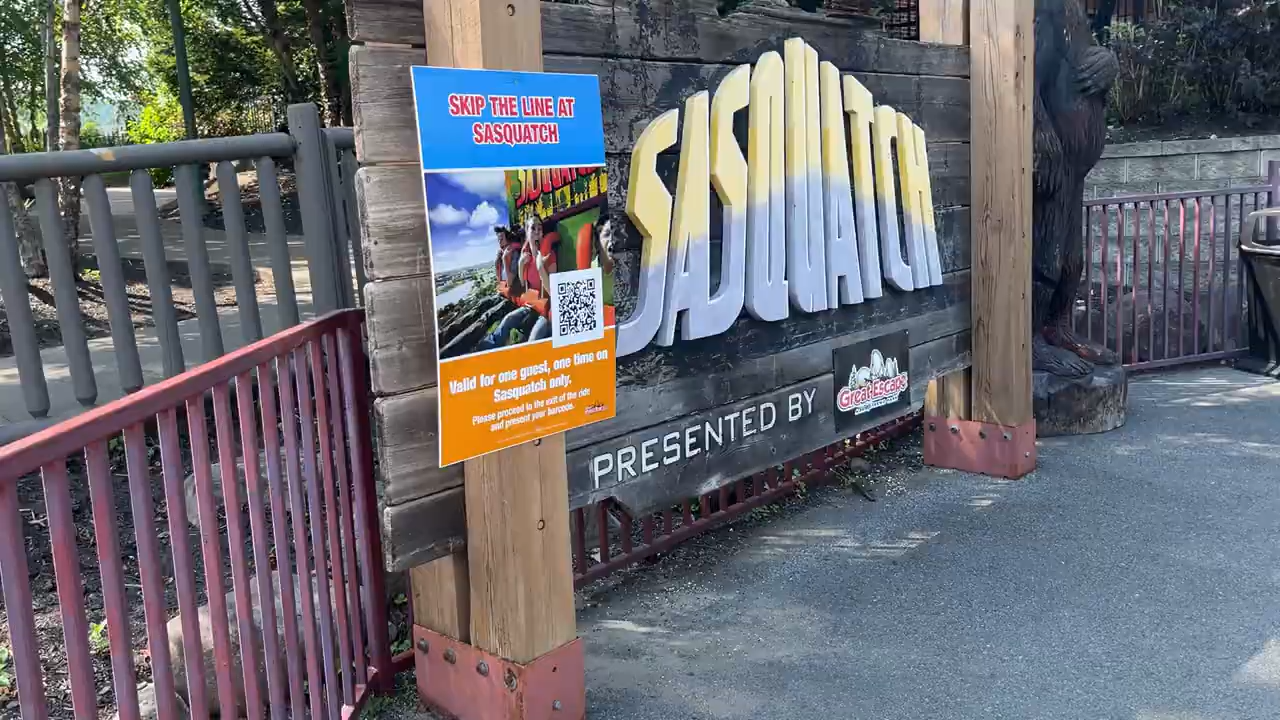 SKIP THE LINE AT
SASQUATCH
SASQUATCH
Valid for one guest, one time on
Sasquatch only.
Please proceed to the exit of the ride
and present your barcode.
SASQUATCH
PRESENTED BY
Great Escape